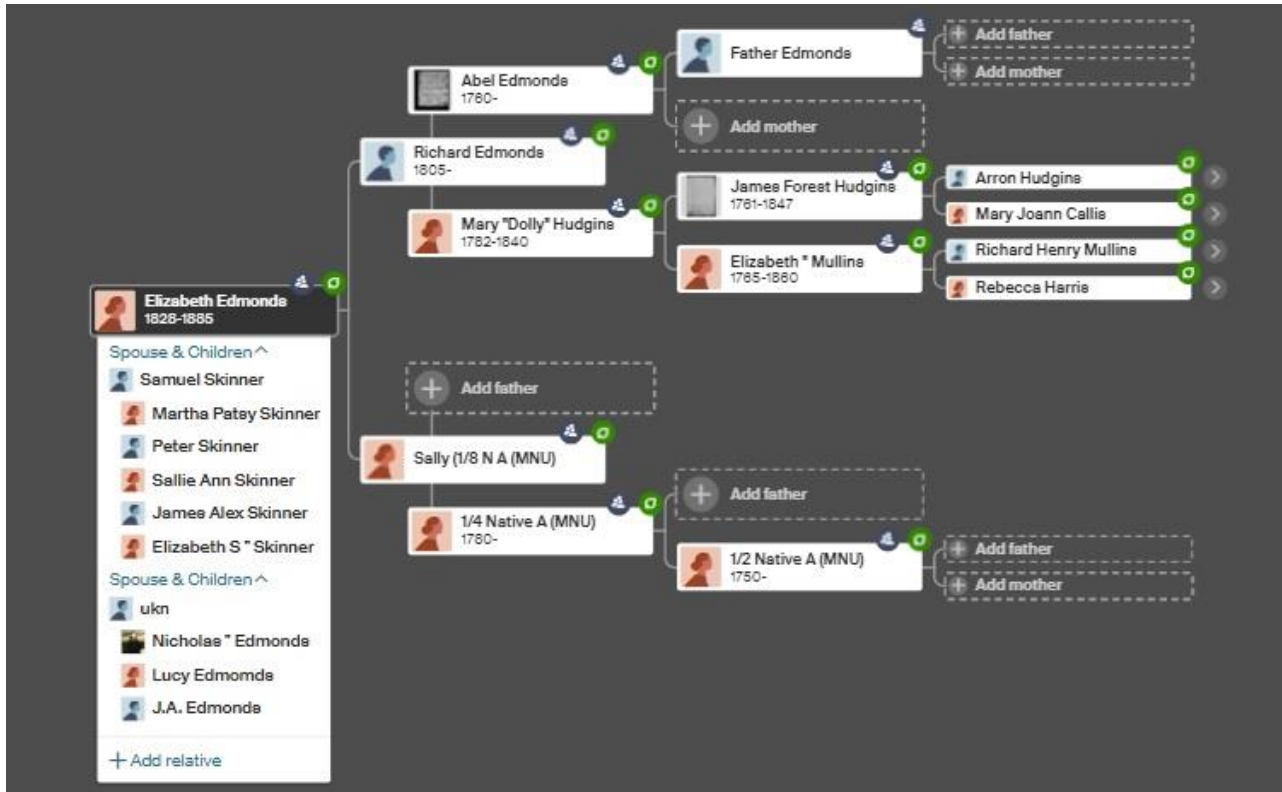 Elizabeth Edmonds
1828-1885
Spouse & Children
Samuel Skinner
Martha Patsy Skinner
Peter Skinner
Sallie Ann Skinner
James Alex Skinner
Elizabeth S " Skinner
Spouse & Children
ukn
Nicholas " Edmonds
Lucy Edmomds
J.A. Edmonds
+ Add relative
Richard Edmonds
1805-
Sally (1/8 N A (MNU)
Abel Edmonds
1760-
Mary "Dolly" Hudgins
1782-1840
Add father
1/4 Native A (MNU)
1780-
Father Edmonds
Add mother
James Forest Hudgins
1761-1847
Elizabeth " Mullins
1765-1860
Add father
1/2 Native A (MNU)
1750-
Add father
Add mother
Arron Hudgins
Mary Joann Callis
Richard Henry Mullins
Rebecca Harris
Add father
Add mother